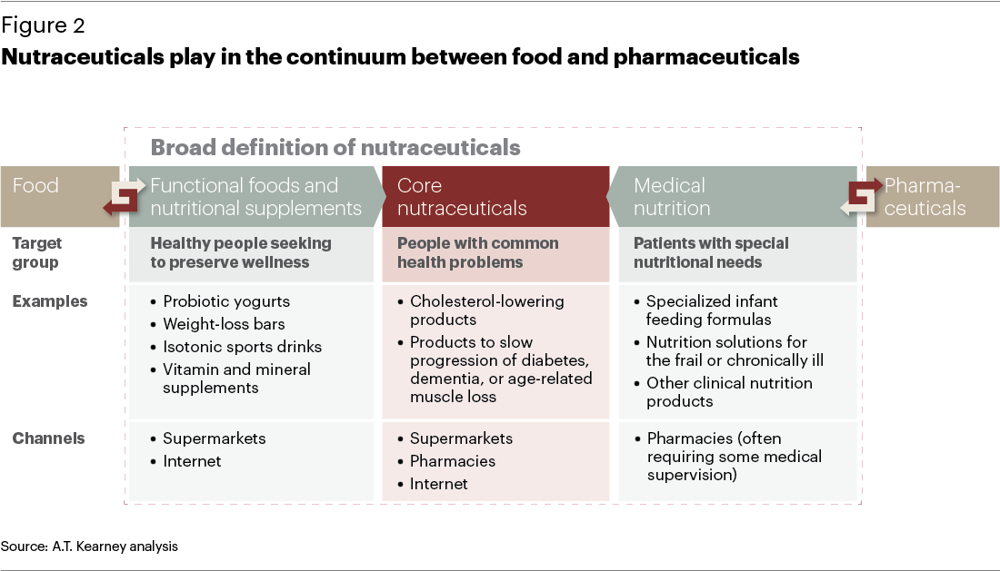 Figure 2
Nutraceuticals play in the continuum between food and pharmaceuticals
Broad definition of nutraceuticals
Food
Functional foods and
nutritional supplements
Core
nutraceuticals
Medical
nutrition
Pharma-
ceuticals
Target
group
Healthy people seeking
to preserve wellness
People with common
health problems
Patients with special
nutritional needs
Examples
• Probiotic yogurts
• Weight-loss bars
• Isotonic sports drinks
• Vitamin and mineral
supplements
• Cholesterol-lowering
products
• Products to slow
progression of diabetes,
dementia, or age-related
muscle loss
• Specialized infant
feeding formulas
• Nutrition solutions for
the frail or chronically ill
• Other clinical nutrition
products
Channels
• Supermarkets
• Internet
• Supermarkets
• Pharmacies
• Internet
• Pharmacies (often
requiring some medical
supervision)
Source: A.T. Kearney analysis